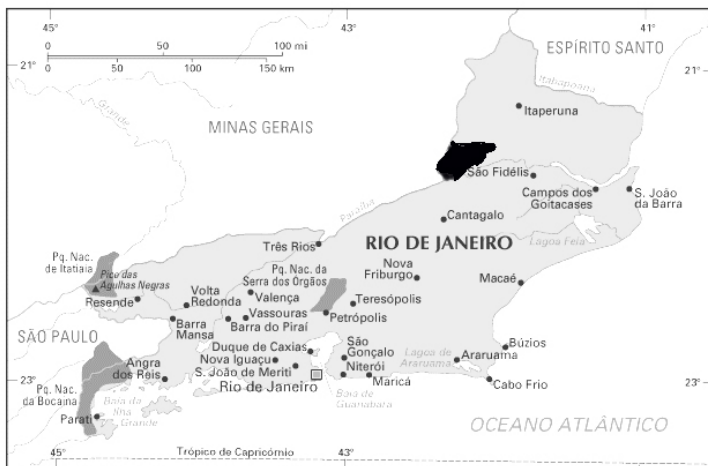 45°
43°
41°
0
50
100 mi
0
50
100
150 km
ESPÍRITO SANTO
21°
21°
Itabapoana
Grande
MINAS GERAIS
Itaperuna
São Fidélis
Campos dos
Goitacases
S. João
da Barra
Paraíba
Cantagalo
Três Rios
RIO DE JANEIRO
Lagoa Feia
Pq. Nac.
de Itatiaia
Pico das
Agulhas Negras
Pq. Nac. da
Serra dos Órgãos
Nova
Friburgo
Macaé
Resende
Volta
Redonda
Valença
Teresópolis
Vassouras
Petrópolis
SÃO PAULO
Barra
Mansa
Barra do Piraí
Duque de Caxias
São
Gonçalo
Búzios
Nova Iguaçu
Lagoa de
Araruama
Araruama
Angra
dos Reis
S. João de Meriti
Niterói
23°
Rio de Janeiro
Maricá
Cabo Frio
23°
Pq. Nac.
da Bocaina
Baia da
Ilha
Grande
Baia de
Guanabara
Parati
OCEANO ATLÂNTICO
Trópico de Capricórnio
45°
43°